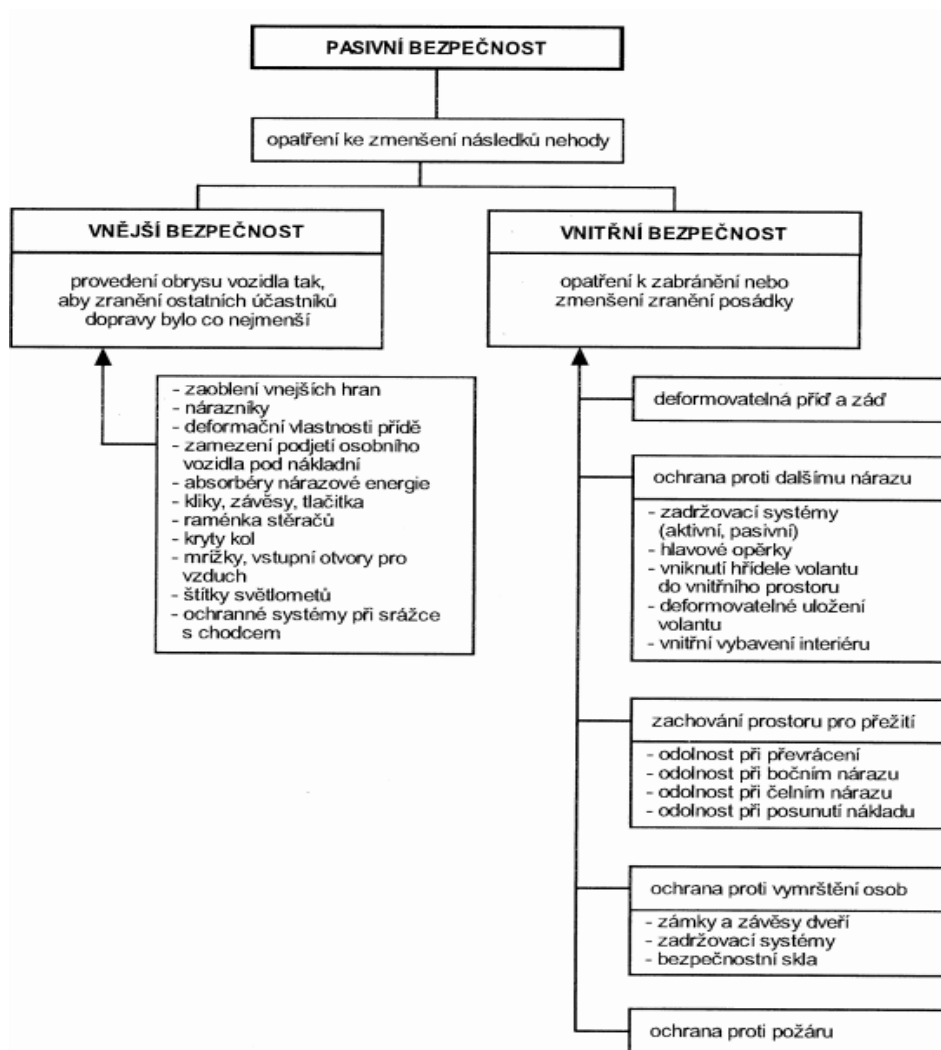 PASIVNÍ BEZPEČNOST
opatření ke zmenšení následků nehody
VNĚJŠÍ BEZPEČNOST
provedení obrysu vozidla tak,
aby zranění ostatních účastníků
dopravy bylo co nejmenší
- zaoblení vnejších hran
- nárazníky
- deformační vlastnosti přídě
- zamezení podjetí osobního
vozidla pod nákladní
- absorbéry nárazové energie
- kliky, závěsy, tlačitka
- raménka stěračů
- kryty kol
- mrížky, vstupní otvory pro
vzduch
- štítky světlometů
- ochranné systémy při srážce
s chodcem
VNITŘNÍ BEZPEČNOST
opatření k zabránění nebo
zmenšení zranění posádky
deformovatelná příď a záď
ochrana proti dalšímu nárazu
- zadržovací systémy
(aktivní, pasivní)
- hlavové opěrky
- vniknutí hřídele volantu
do vnitřního prostoru
- deformovatelné uložení
volantu
- vnitřní vybavení interiéru
zachování prostoru pro přežití
- odolnost při převrácení
- odolnost při bočním nárazu
- odolnost při čelním nárazu
- odolnost při posunutí nákladu
ochrana proti vymrštění osob
- zámky a závěsy dveří
- zadržovací systémy
- bezpečnostní skla
ochrana proti požáru